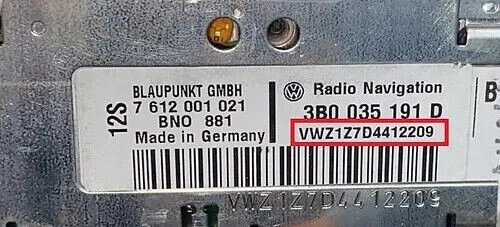 12S
BLAUPUNKT GMBH
7 612 001 021
BNO 881
Made in Germany
Radio Navigation
3B0 035 191 D
VWZ1Z7D4412209
B
VWZ1Z7D4412209